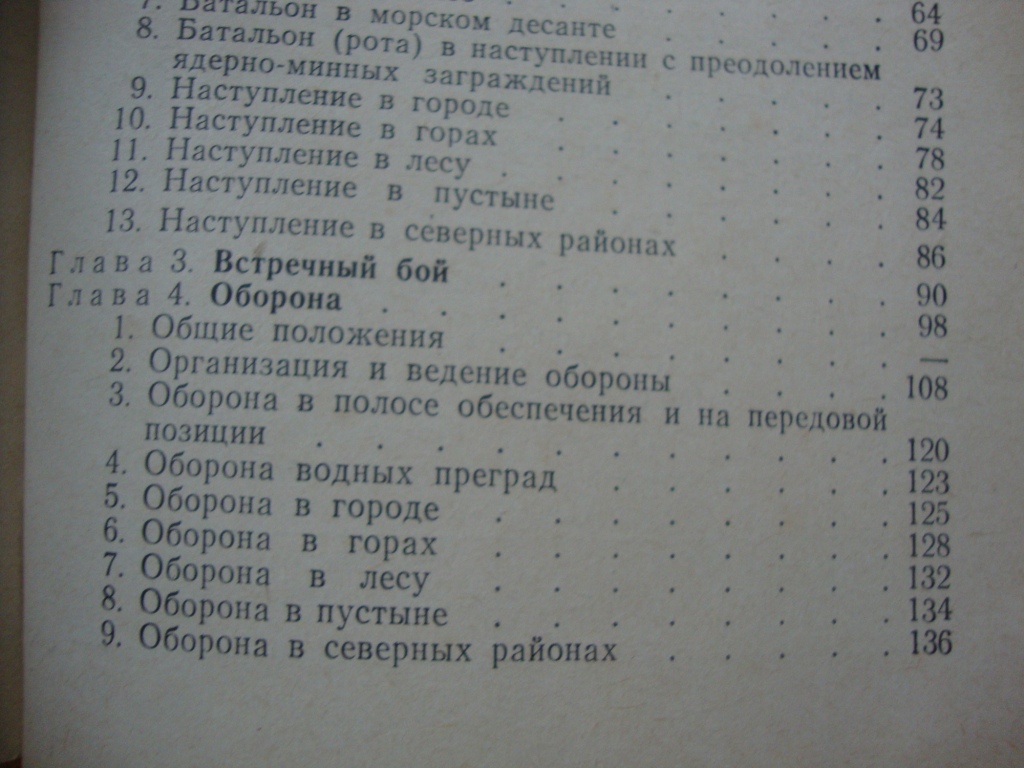 64
7. Батальон в морском десанте . . . . . 69
8. Батальон (рота) в наступлении с преодолением
ядерно-минных заграждений . . . . . 73
9. Наступление в городе . . . . . . . 74
10. Наступление в горах . . . . . . . 78
11. Наступление в лесу . . . . . . . . 82
12. Наступление в пустыне . . . . . . 84
13. Наступление в северных районах . . . . 86
Глава 3. Встречный бой . . . . . . . . 90
Глава 4. Оборона . . . . . . . . . . 98
1. Общие положения . . . . . . . . —
2. Организация и ведение обороны . . . . 108
3. Оборона в полосе обеспечения и на передовой
позиции . . . . . . . . . . . 120
4. Оборона водных преград . . . . . . 123
5. Оборона в городе . . . . . . . . 125
6. Оборона в горах . . . . . . . . 128
7. Оборона в лесу . . . . . . . . 132
8. Оборона в пустыне . . . . . . . . 134
9. Оборона в северных районах . . . . . 136